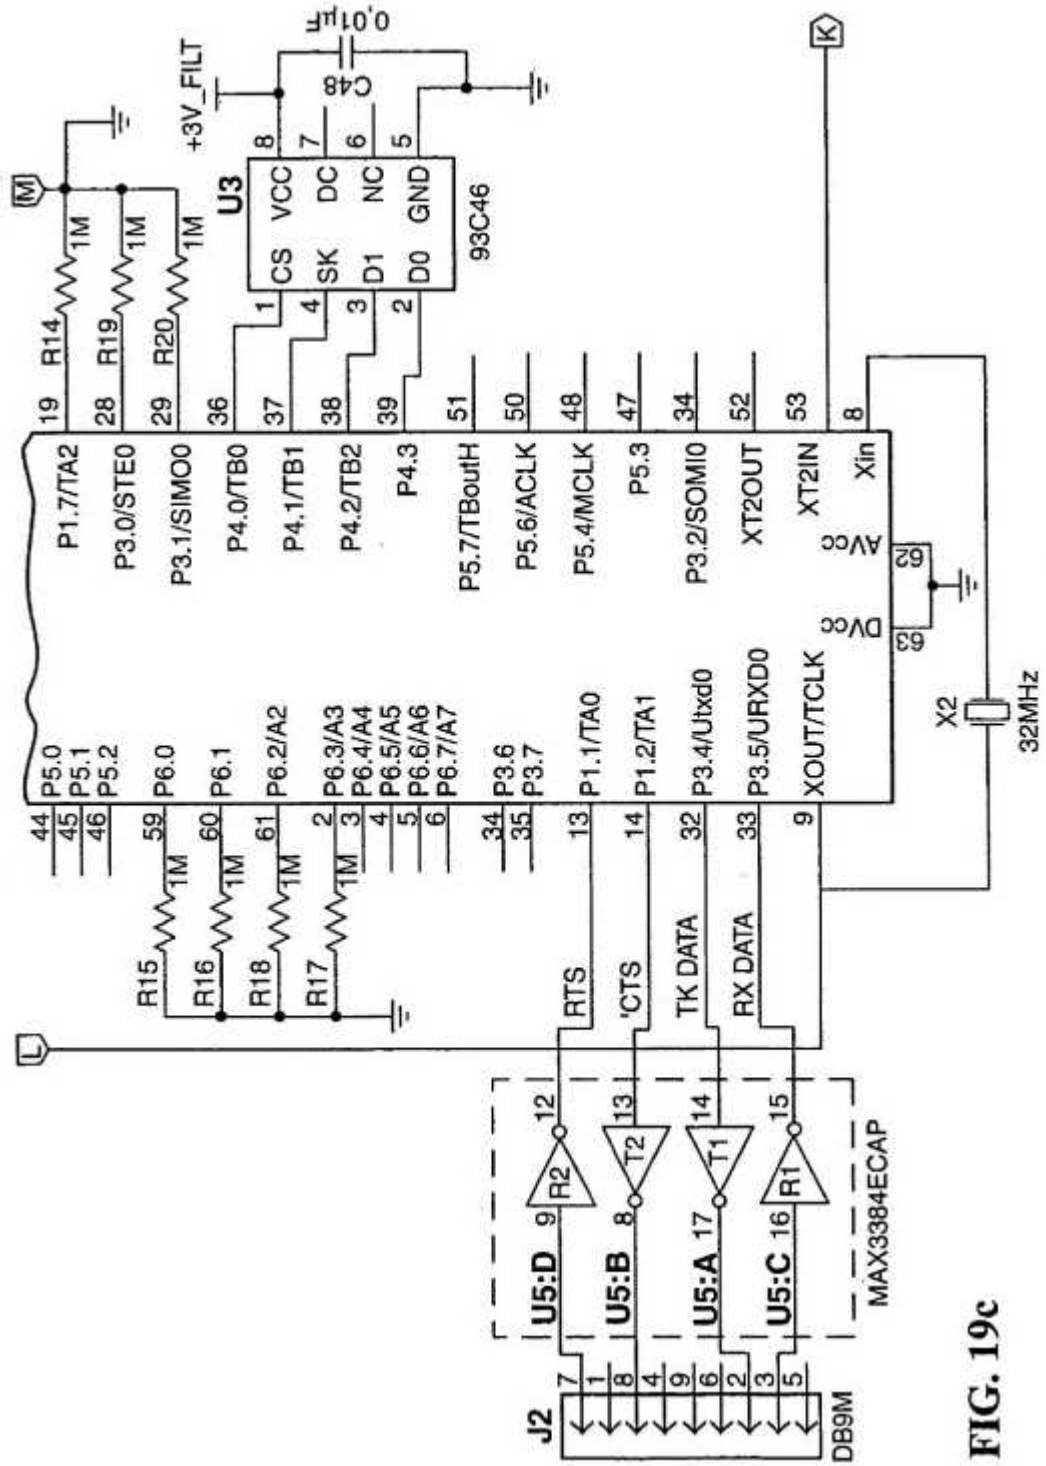 M
19
R14
1M
P1.7/TA2
28
R19
1M
P3.0/STE0
29
R20
1M
P3.1/SIMO0
+3V_FILT
0,01µF
C48
U3
1
CS
VCC
8
4
SK
DC
7
3
D1
NC
6
2
D0
GND
5
93C46
36
P4.0/TB0
37
P4.1/TB1
38
P4.2/TB2
39
P4.3
51
P5.7/TBoutH
50
P5.6/ACLK
48
P5.4/MCLK
47
P5.3
34
P3.2/SOMI0
52
XT2OUT
53
XT2IN
K
8
Xin
AVcc
62
DVcc
63
X2
32MHz
44
P5.0
45
P5.1
46
P5.2
59
P6.0
R15
1M
60
P6.1
R16
1M
61
P6.2/A2
R18
1M
2
P6.3/A3
R17
1M
3
P6.4/A4
4
P6.5/A5
5
P6.6/A6
6
P6.7/A7
34
P3.6
35
P3.7
13
P1.1/TA0
RTS
14
P1.2/TA1
'CTS
32
P3.4/Utxd0
TK DATA
33
P3.5/URXD0
RX DATA
9
XOUT/TCLK
L
U5:D
9
R2
12
U5:B
8
T2
13
U5:A
17
T1
14
U5:C
16
R1
15
MAX3384ECAP
J2
7
1
8
4
9
6
2
3
5
DB9M
FIG. 19c